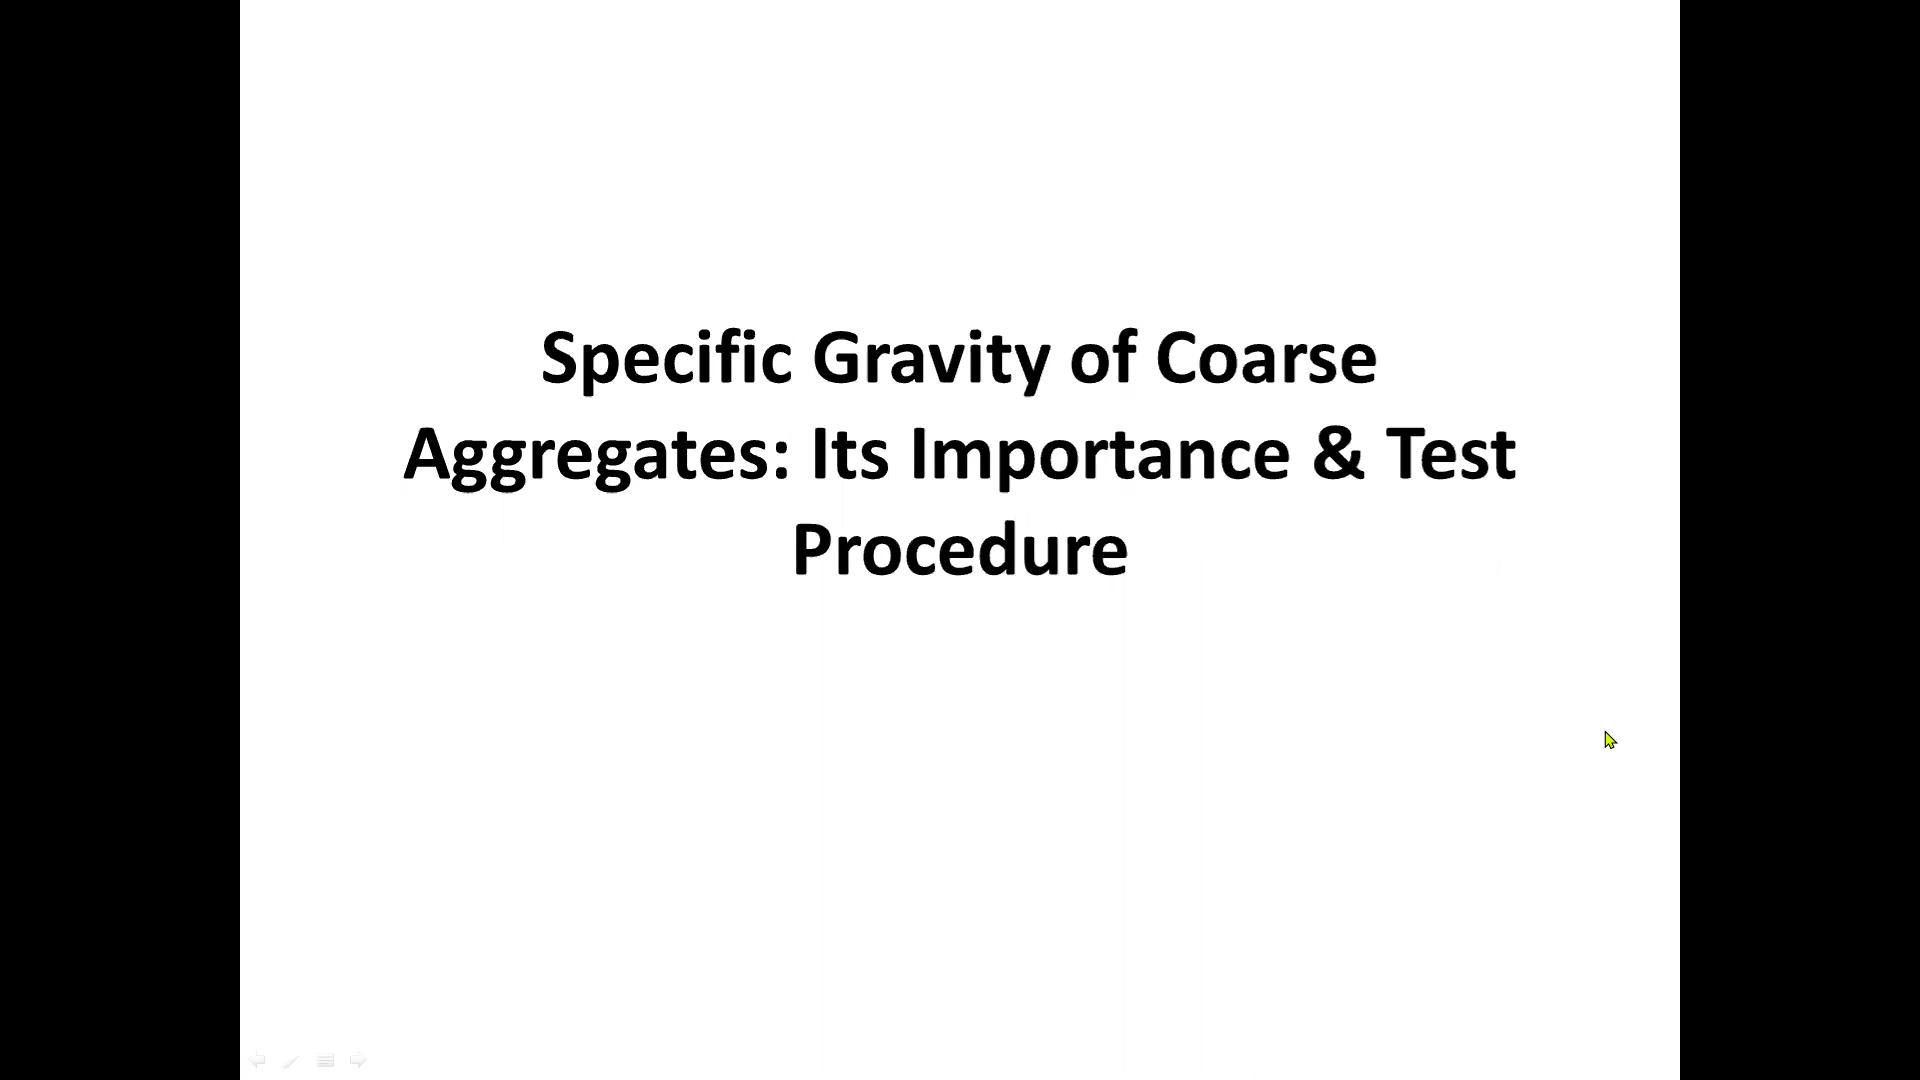 Specific Gravity of Coarse
Aggregates: Its Importance & Test
Procedure